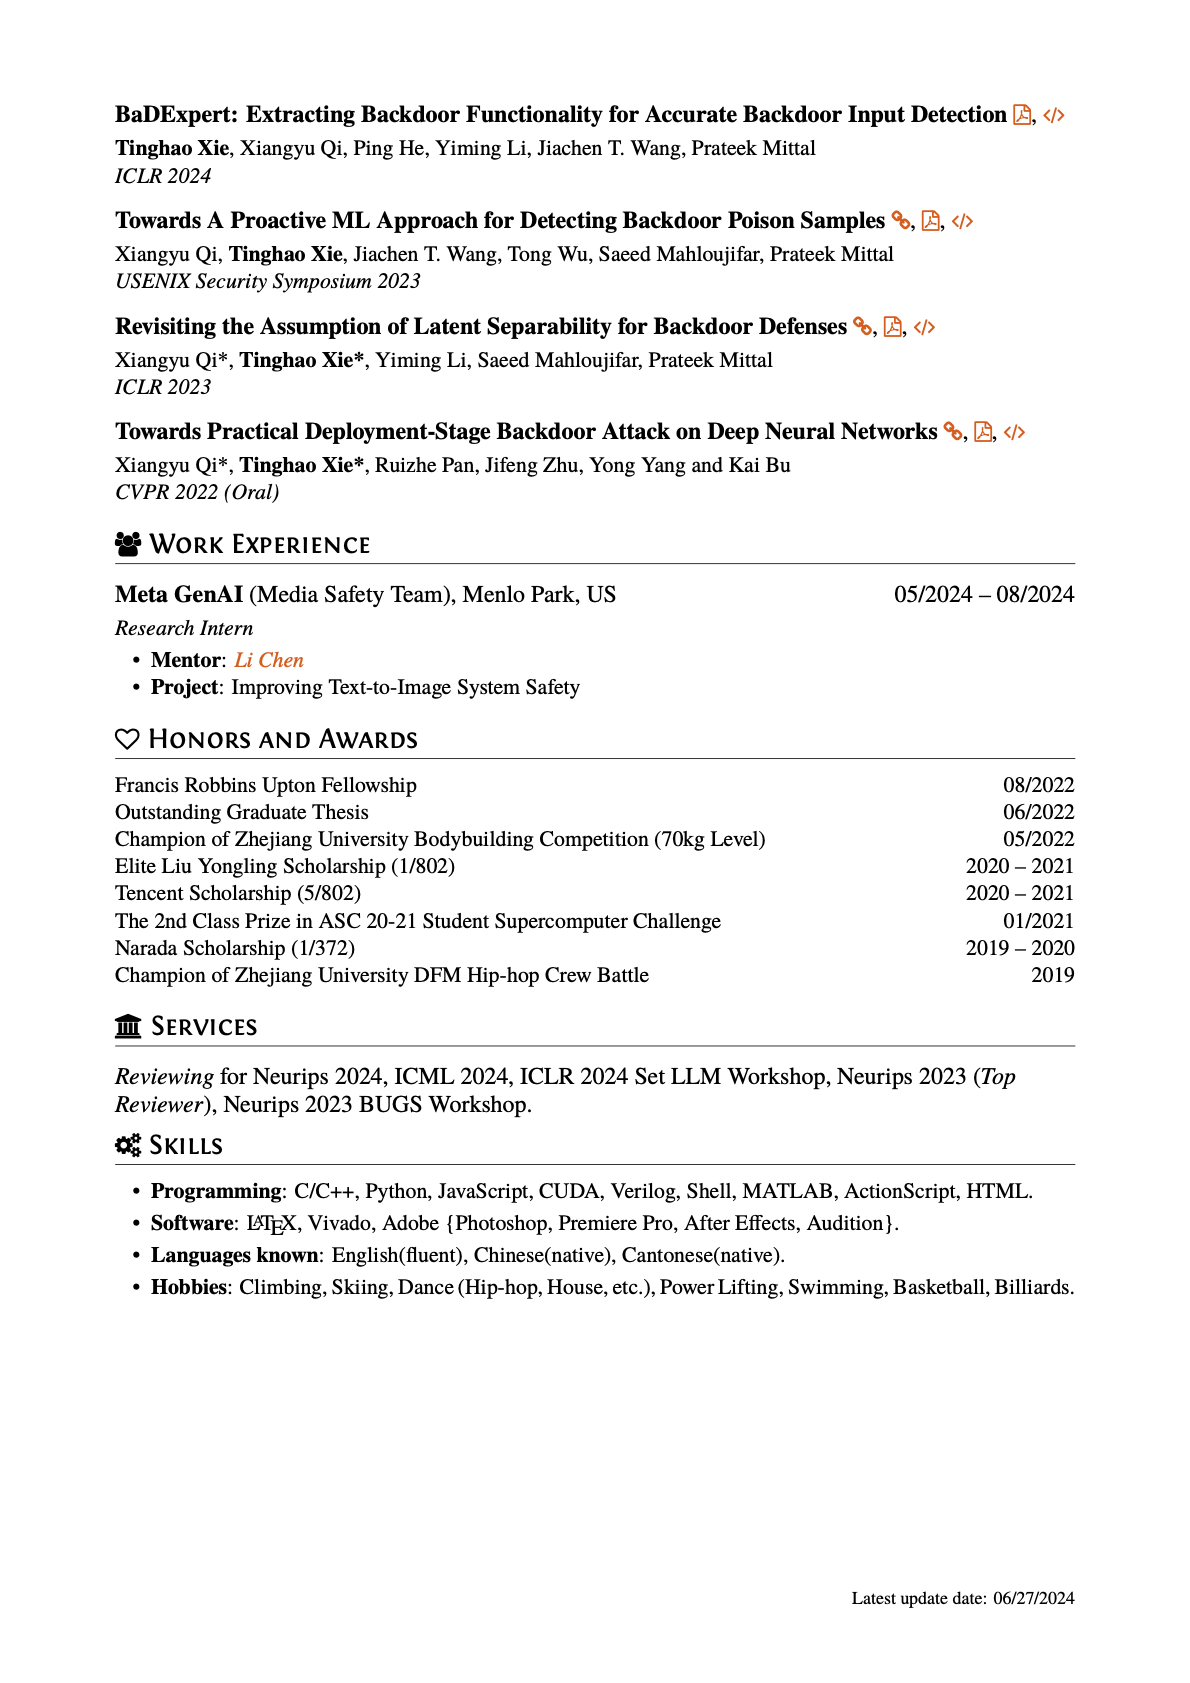 BaDExpert: Extracting Backdoor Functionality for Accurate Backdoor Input Detection , </>
Tinghao Xie, Xiangyu Qi, Ping He, Yiming Li, Jiachen T. Wang, Prateek Mittal
ICLR 2024
Towards A Proactive ML Approach for Detecting Backdoor Poison Samples , , </>
Xiangyu Qi, Tinghao Xie, Jiachen T. Wang, Tong Wu, Saeed Mahloujifar, Prateek Mittal
USENIX Security Symposium 2023
Revisiting the Assumption of Latent Separability for Backdoor Defenses , , </>
Xiangyu Qi*, Tinghao Xie*, Yiming Li, Saeed Mahloujifar, Prateek Mittal
ICLR 2023
Towards Practical Deployment-Stage Backdoor Attack on Deep Neural Networks , , </>
Xiangyu Qi*, Tinghao Xie*, Ruizhe Pan, Jifeng Zhu, Yong Yang and Kai Bu
CVPR 2022 (Oral)
Work Experience
Meta GenAI (Media Safety Team), Menlo Park, US 05/2024 – 08/2024
Research Intern
• Mentor: Li Chen
• Project: Improving Text-to-Image System Safety
Honors and Awards
Francis Robbins Upton Fellowship 08/2022
Outstanding Graduate Thesis 06/2022
Champion of Zhejiang University Bodybuilding Competition (70kg Level) 05/2022
Elite Liu Yongling Scholarship (1/802) 2020 – 2021
Tencent Scholarship (5/802) 2020 – 2021
The 2nd Class Prize in ASC 20-21 Student Supercomputer Challenge 01/2021
Narada Scholarship (1/372) 2019 – 2020
Champion of Zhejiang University DFM Hip-hop Crew Battle 2019
Services
Reviewing for Neurips 2024, ICML 2024, ICLR 2024 Set LLM Workshop, Neurips 2023 (Top
Reviewer), Neurips 2023 BUGS Workshop.
Skills
• Programming: C/C++, Python, JavaScript, CUDA, Verilog, Shell, MATLAB, ActionScript, HTML.
• Software: LATEX, Vivado, Adobe {Photoshop, Premiere Pro, After Effects, Audition}.
• Languages known: English(fluent), Chinese(native), Cantonese(native).
• Hobbies: Climbing, Skiing, Dance (Hip-hop, House, etc.), Power Lifting, Swimming, Basketball, Billiards.
Latest update date: 06/27/2024